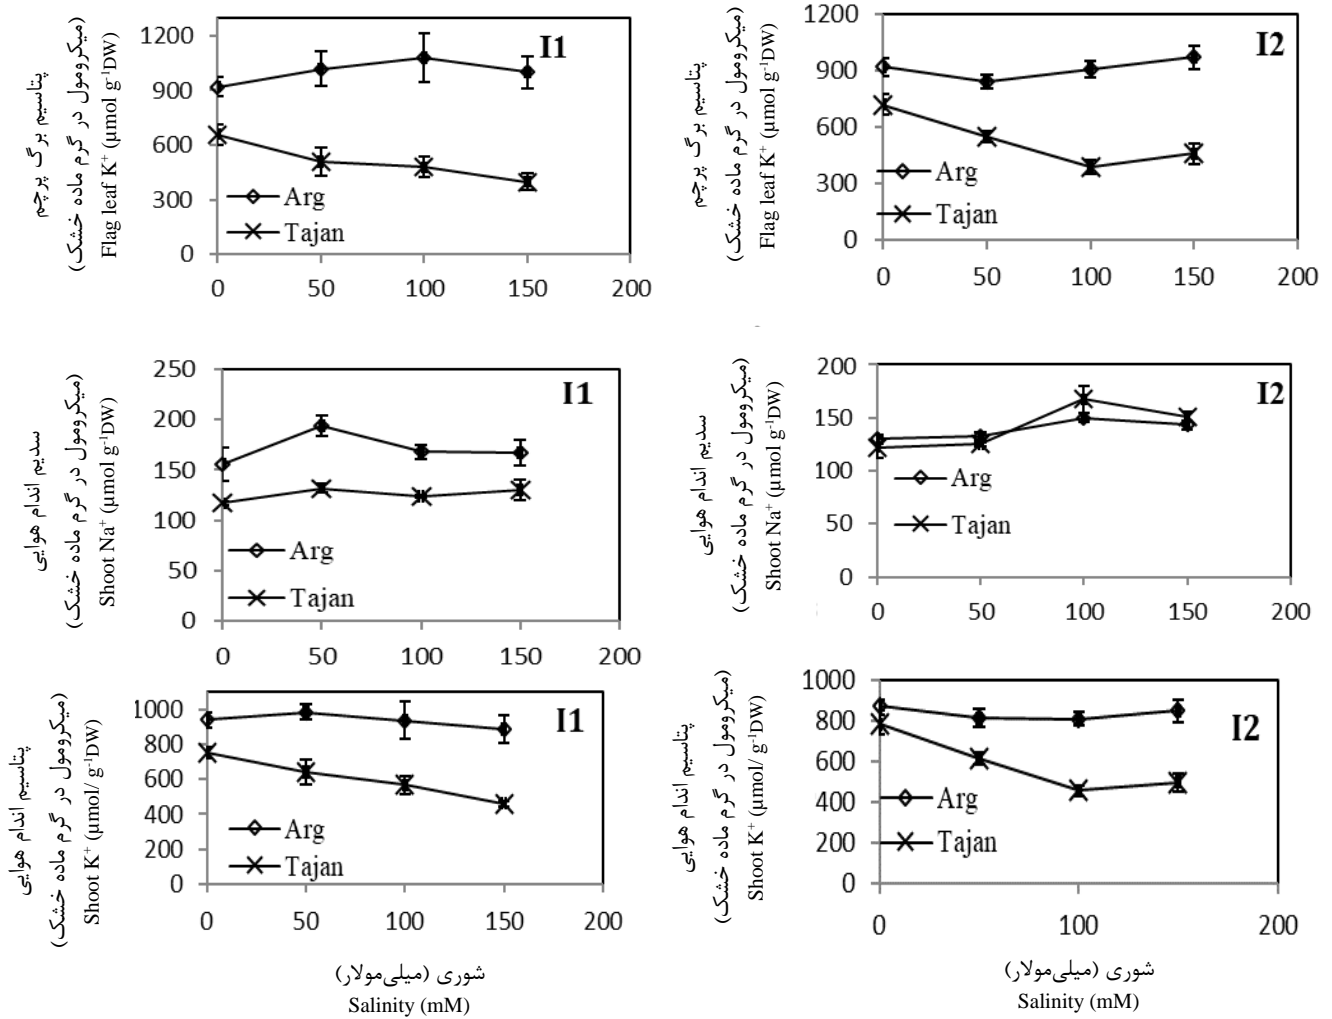 پتاسیم برگ پرچم
(میکرومول در گرم ماده خشک)
Flag leaf K⁺ (µmol g⁻¹DW)
1200
900
600
300
0
I1
Arg
Tajan
0 50 100 150 200
پتاسیم برگ پرچم
(میکرومول در گرم ماده خشک)
Flag leaf K⁺ (µmol g⁻¹DW)
1200
900
600
300
0
I2
Arg
Tajan
0 50 100 150 200
سدیم اندام هوایی
(میکرومول در گرم ماده خشک)
Shoot Na⁺ (µmol g⁻¹DW)
250
200
150
100
50
0
I1
Arg
Tajan
0 50 100 150 200
سدیم اندام هوایی
(میکرومول در گرم ماده خشک)
Shoot Na⁺ (µmol g⁻¹DW)
200
150
100
50
0
I2
Arg
Tajan
0 50 100 150 200
پتاسیم اندام هوایی
(میکرومول در گرم ماده خشک)
Shoot K⁺ (µmol/ g⁻¹DW)
1000
800
600
400
200
0
I1
Arg
Tajan
0 50 100 150 200
شوری (میلی‌مولار)
Salinity (mM)
پتاسیم اندام هوایی
(میکرومول در گرم ماده خشک)
Shoot K⁺ (µmol/ g⁻¹DW)
1000
800
600
400
200
0
I2
Arg
Tajan
0 100 200
شوری (میلی‌مولار)
Salinity (mM)